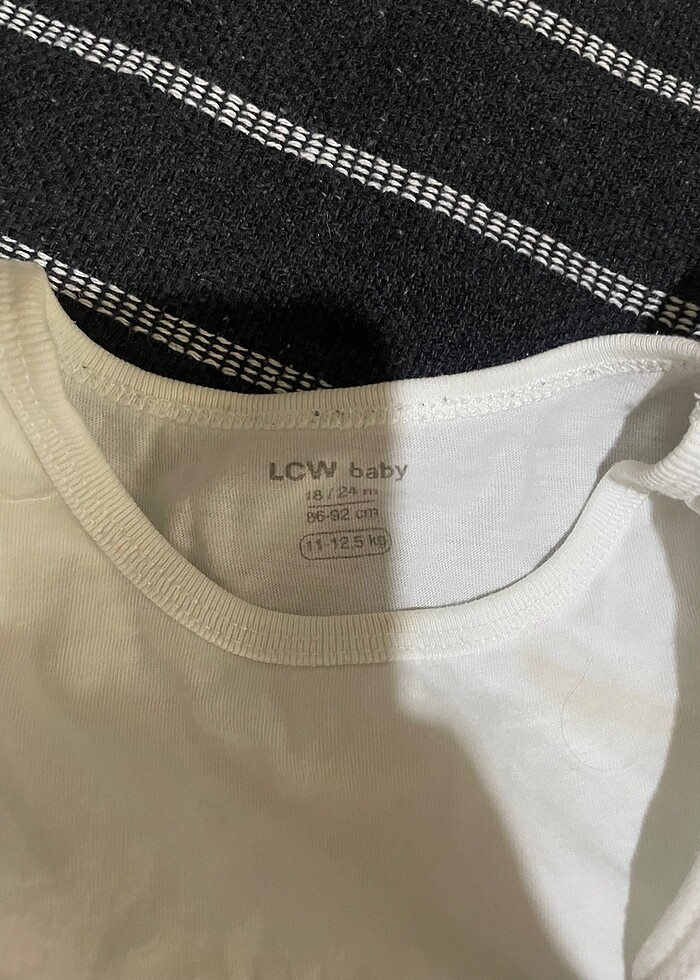 LCW baby
18/24 m
86-92 cm
11-12.5 kg